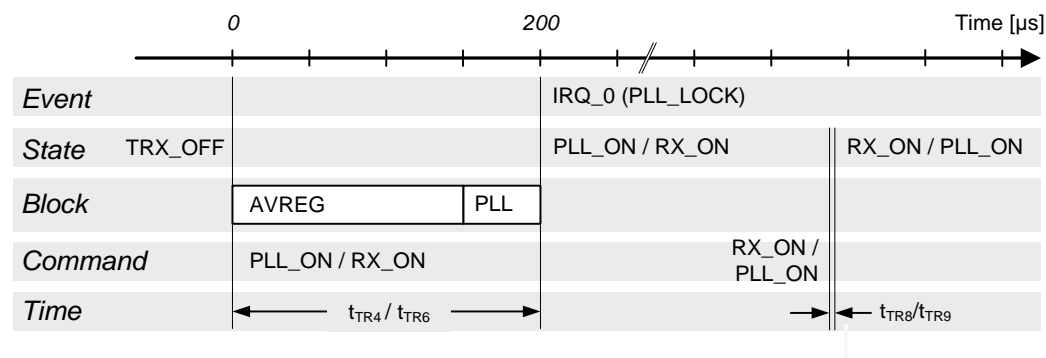 0 200 Time [µs]
Event IRQ_0 (PLL_LOCK)
State TRX_OFF PLL_ON / RX_ON RX_ON / PLL_ON
Block AVREG PLL
Command PLL_ON / RX_ON RX_ON /
PLL_ON
Time tTR4 / tTR6 tTR8/tTR9